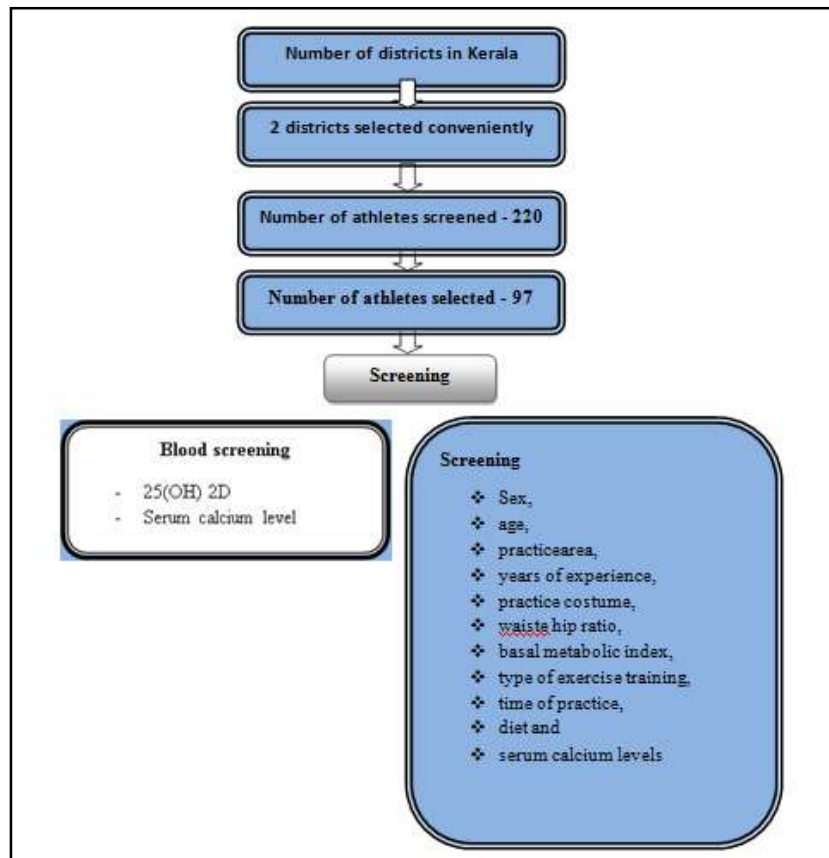 Number of districts in Kerala
2 districts selected conveniently
Number of athletes screened - 220
Number of athletes selected - 97
Screening
Blood screening
- 25(OH) 2D
- Serum calcium level
Screening
❖ Sex,
❖ age,
❖ practicearea,
❖ years of experience,
❖ practice costume,
❖ waiste hip ratio,
❖ basal metabolic index,
❖ type of exercise training,
❖ time of practice,
❖ diet and
❖ serum calcium levels